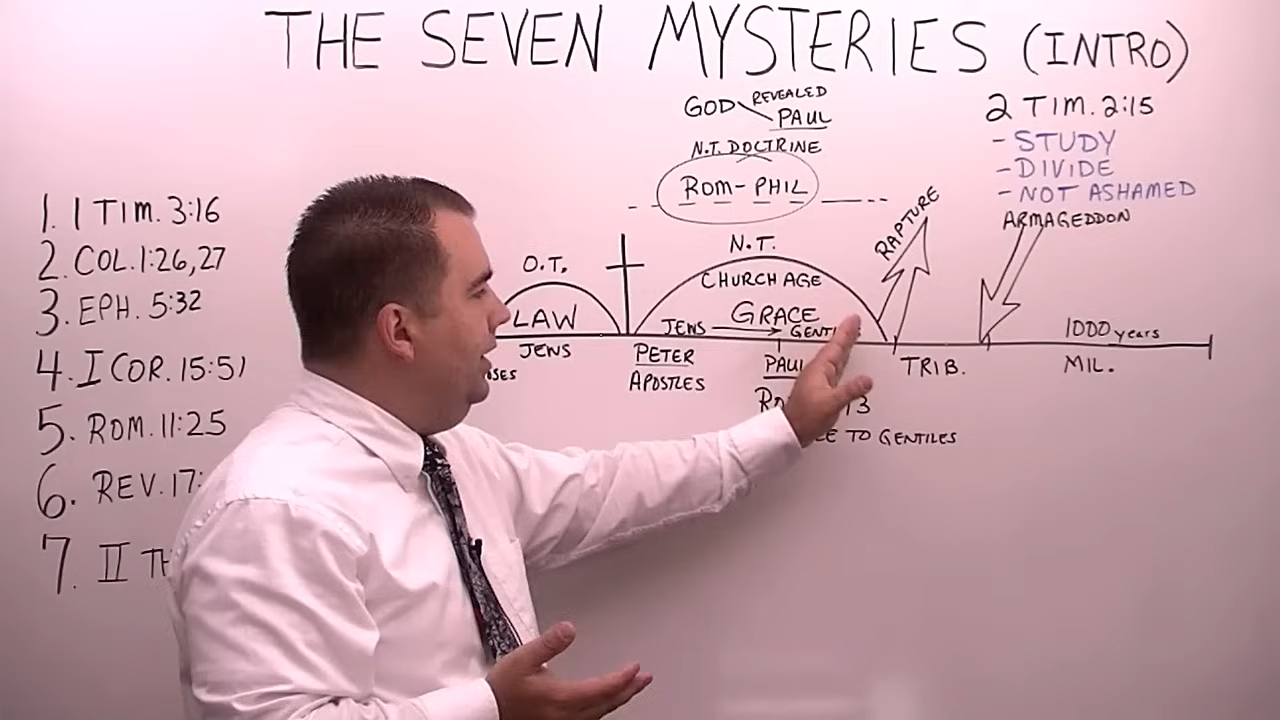 THE SEVEN MYSTERIES (INTRO)
GOD REVEALED
PAUL
N.T. DOCTRINE
ROM-PHIL
2 TIM. 2:15
- STUDY
- DIVIDE
- NOT ASHAMED
ARMAGEDDON
RAPTURE
1. 1 TIM. 3:16
2. COL. 1:26,27
3. EPH. 5:32
4. I COR. 15:51
5. ROM. 11:25
6. REV. 17:
7. II TH
O.T.
LAW
JEWS
N.T.
CHURCH AGE
GRACE
JEWS
PETER
APOSTLES
PAUL
13
TO GENTILES
TRIB.
1000 years
MIL.